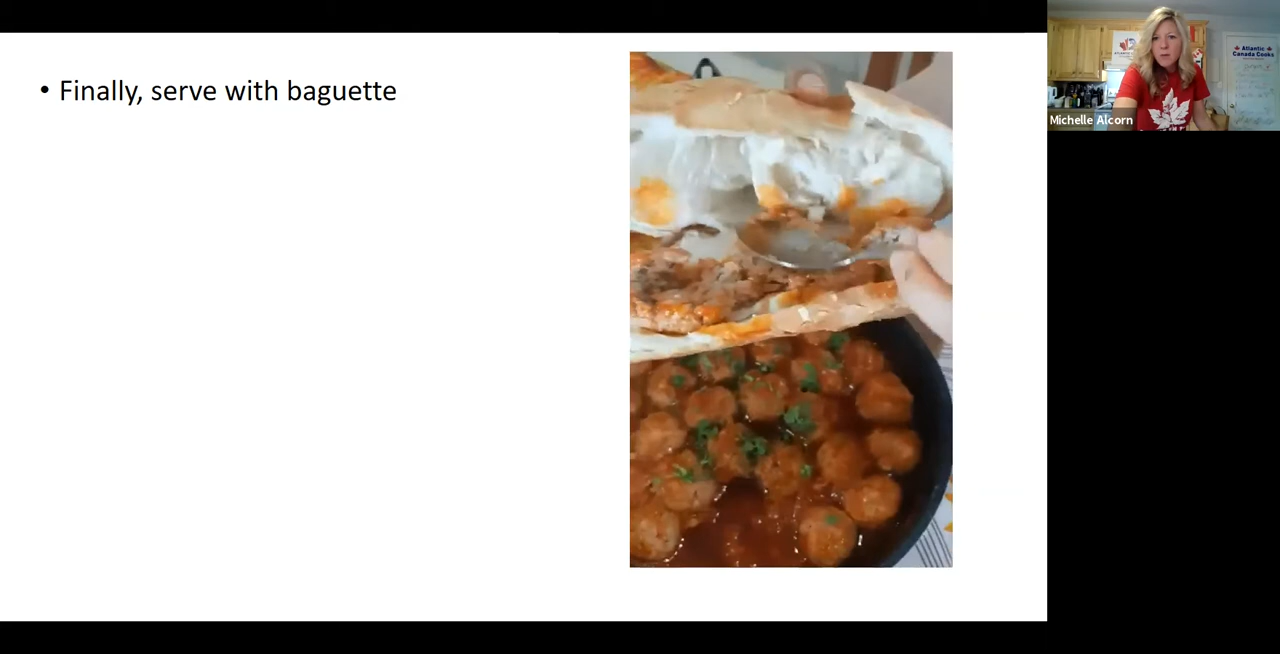 • Finally, serve with baguette
Michelle Alcorn
Atlantic
Canada Cooks